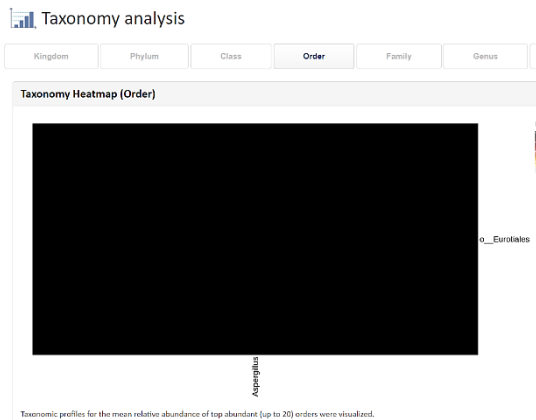 Taxonomy analysis
Kingdom Phylum Class Order Family Genus
Taxonomy Heatmap (Order)
o__Eurotiales
Aspergilus
Taxonomic profiles for the mean relative abundance of top abundant (up to 20) orders were visualized.